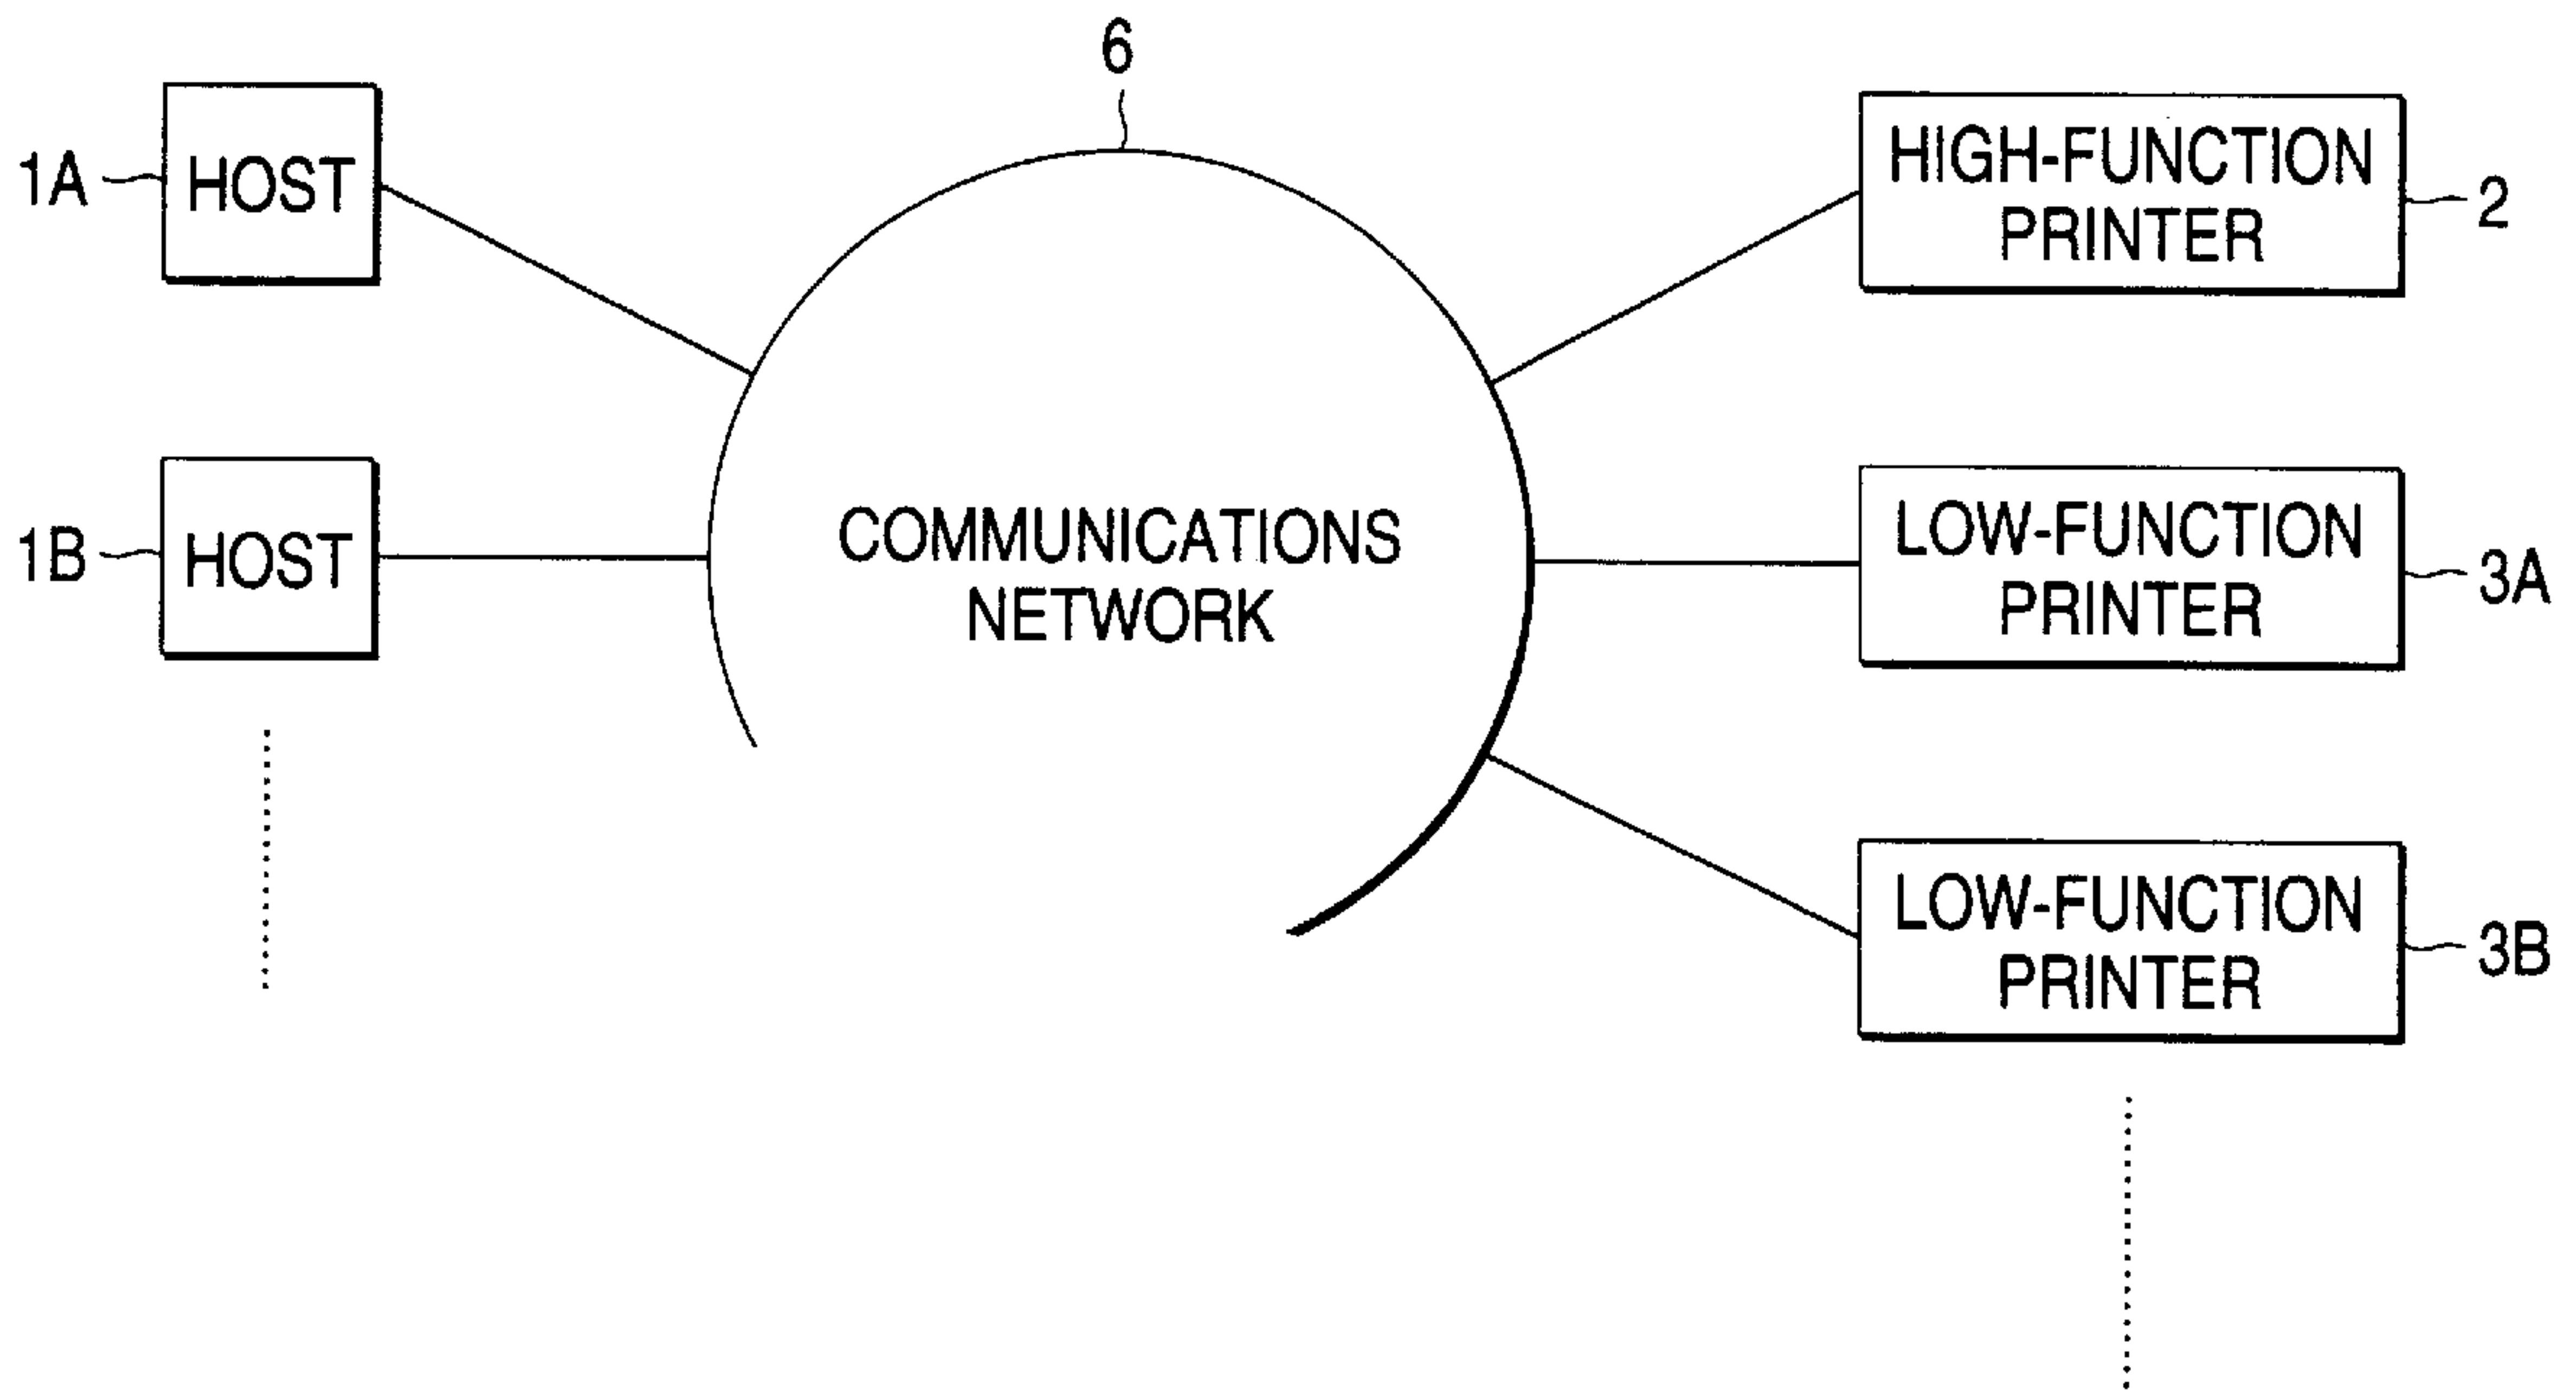 6
1A
HOST
HIGH-FUNCTION
PRINTER
2
1B
HOST
COMMUNICATIONS
NETWORK
LOW-FUNCTION
PRINTER
3A
LOW-FUNCTION
PRINTER
3B